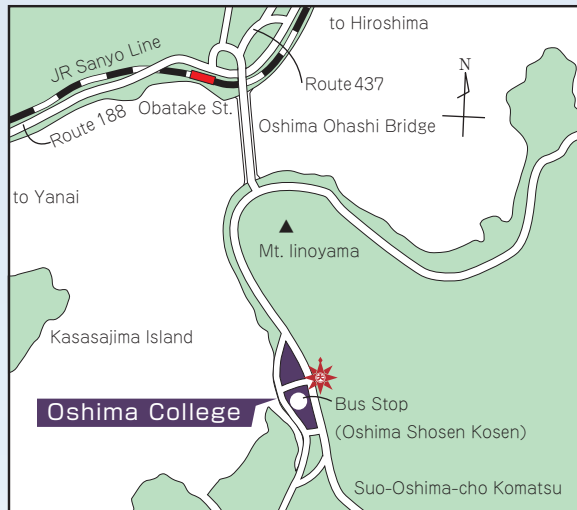 to Hiroshima
JR Sanyo Line
N
Route 437
Obatake St.
Route 188
Oshima Ohashi Bridge
to Yanai
Mt. Iinoyama
Kasasajima Island
大
Oshima College
Bus Stop
(Oshima Shosen Kosen)
Suo-Oshima-cho Komatsu